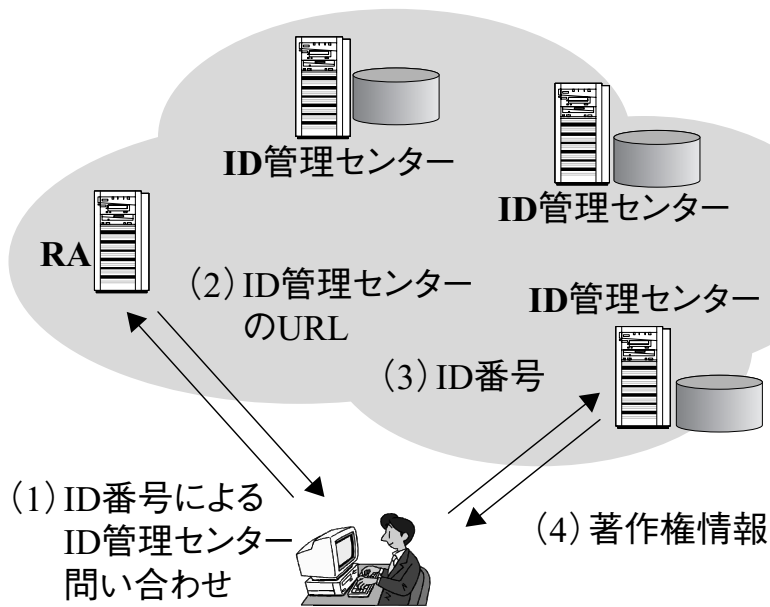 ID管理センター
ID管理センター
RA
(2)ID管理センター
のURL
ID管理センター
(3)ID番号
(1)ID番号による
ID管理センター
問い合わせ
(4)著作権情報